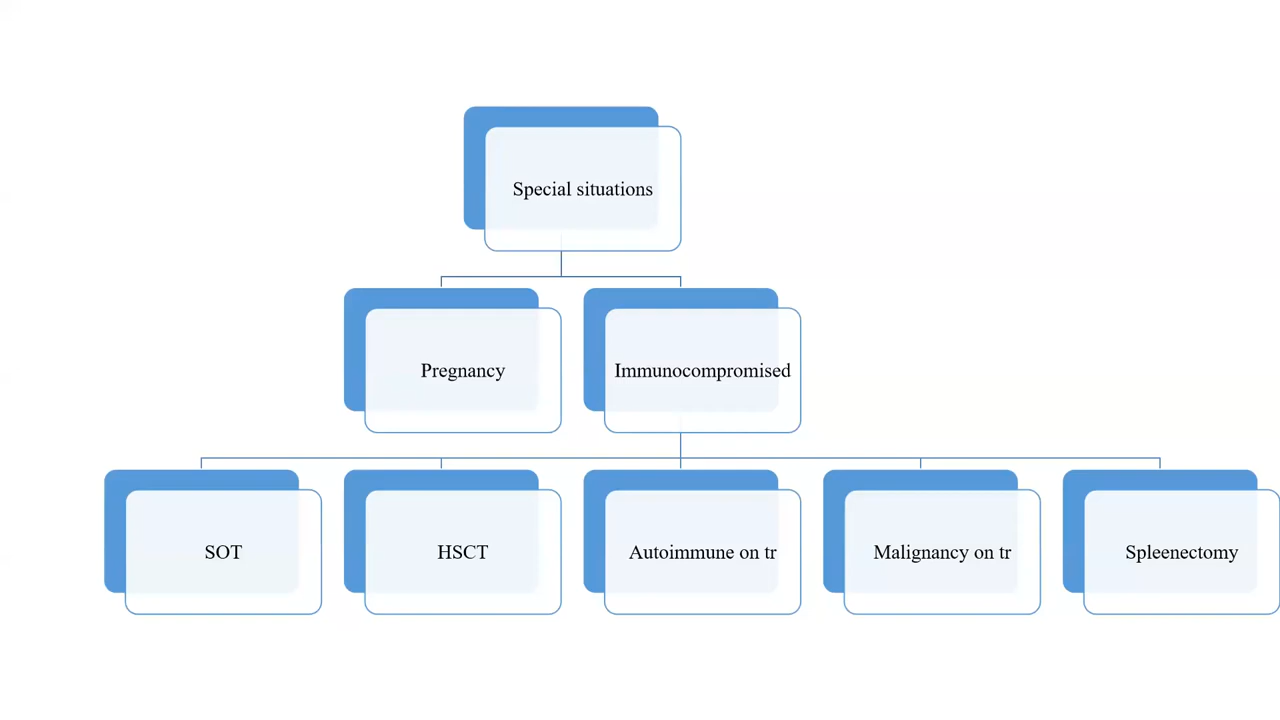 Special situations
Pregnancy
Immunocompromised
SOT
HSCT
Autoimmune on tr
Malignancy on tr
Spleenectomy